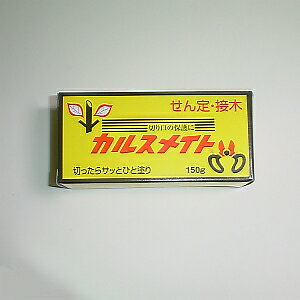 せん定・接木
切り口の保護に
カルスメイト
切ったらサッとひと塗り
150g